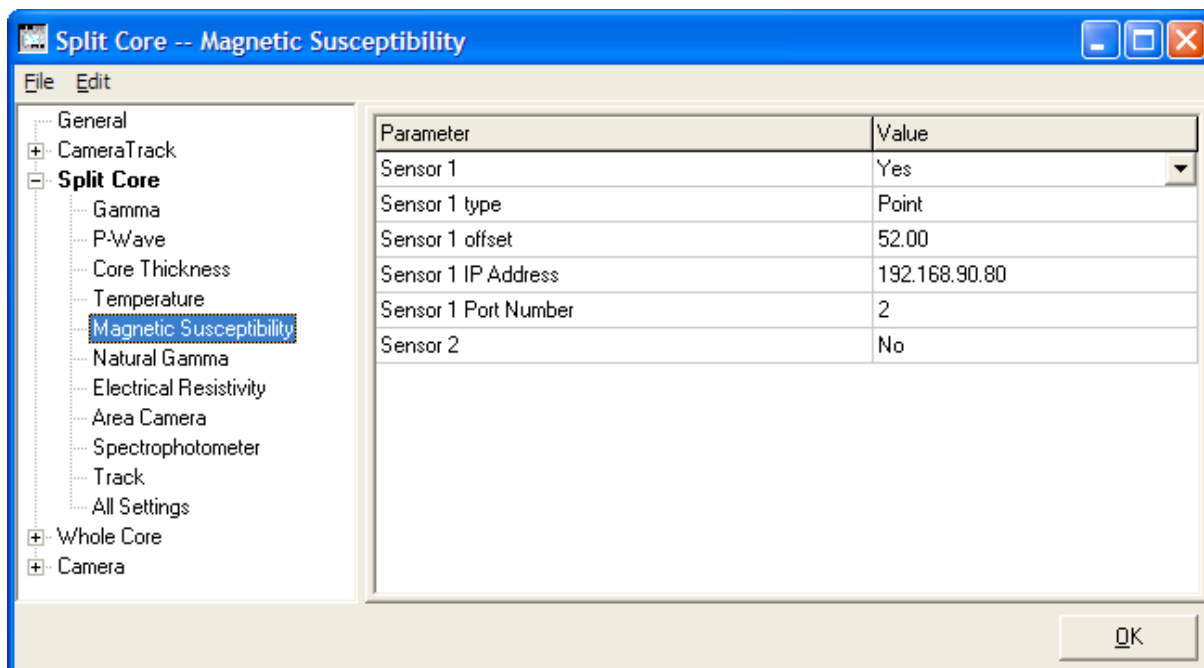 Split Core -- Magnetic Susceptibility
File Edit
General
CameraTrack
Split Core
Gamma
P-Wave
Core Thickness
Temperature
Magnetic Susceptibility
Natural Gamma
Electrical Resistivity
Area Camera
Spectrophotometer
Track
All Settings
Whole Core
Camera
Parameter Value
Sensor 1 Yes
Sensor 1 type Point
Sensor 1 offset 52.00
Sensor 1 IP Address 192.168.90.80
Sensor 1 Port Number 2
Sensor 2 No
OK